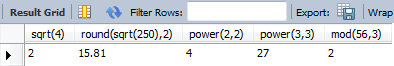 Result Grid Filter Rows: Export: Wrap
sqrt(4) round(sqrt(250),2) power(2,2) power(3,3) mod(56,3)
2 15.81 4 27 2